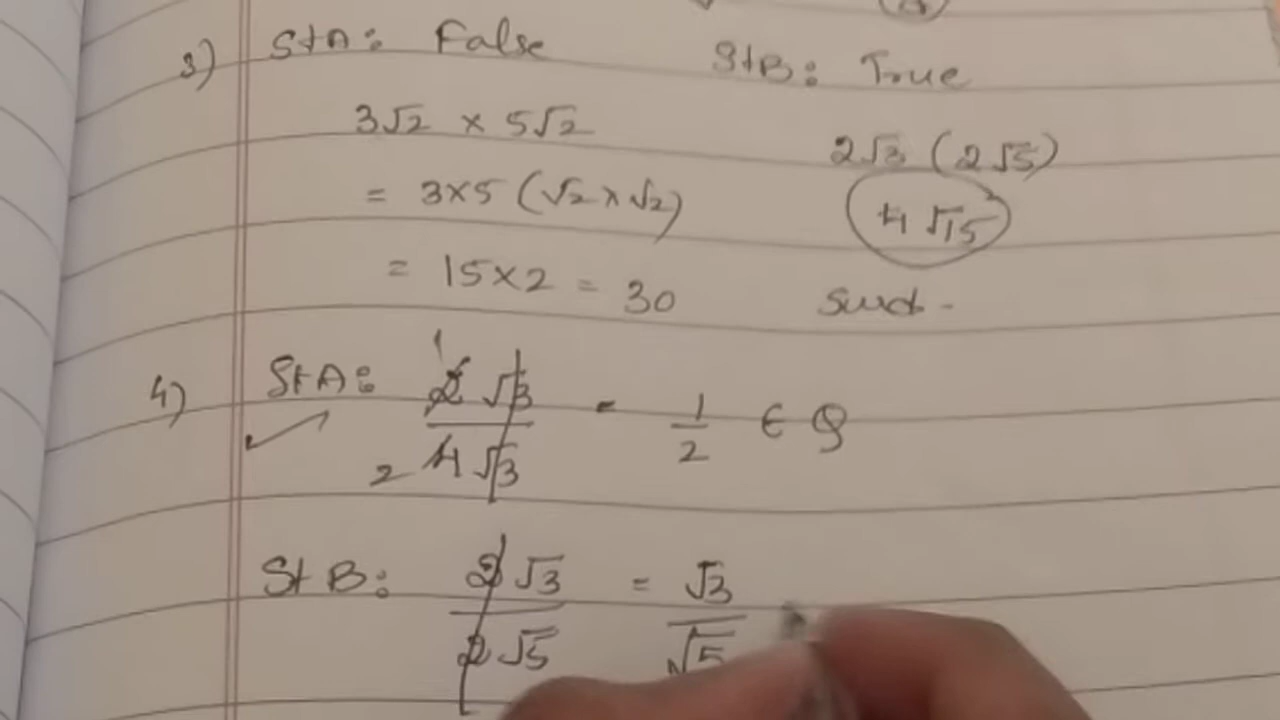 3) StA: False StB: True
3√2 × 5√2
2√3 (2√5)
= 3×5 (√2 × √2)
4√15
= 15×2 = 30
Surd.
4) StA: 2√3 / 4√3 = 1/2 ∈ Q
1
2
StB: 2√3 / 2√5 = √3 / √5